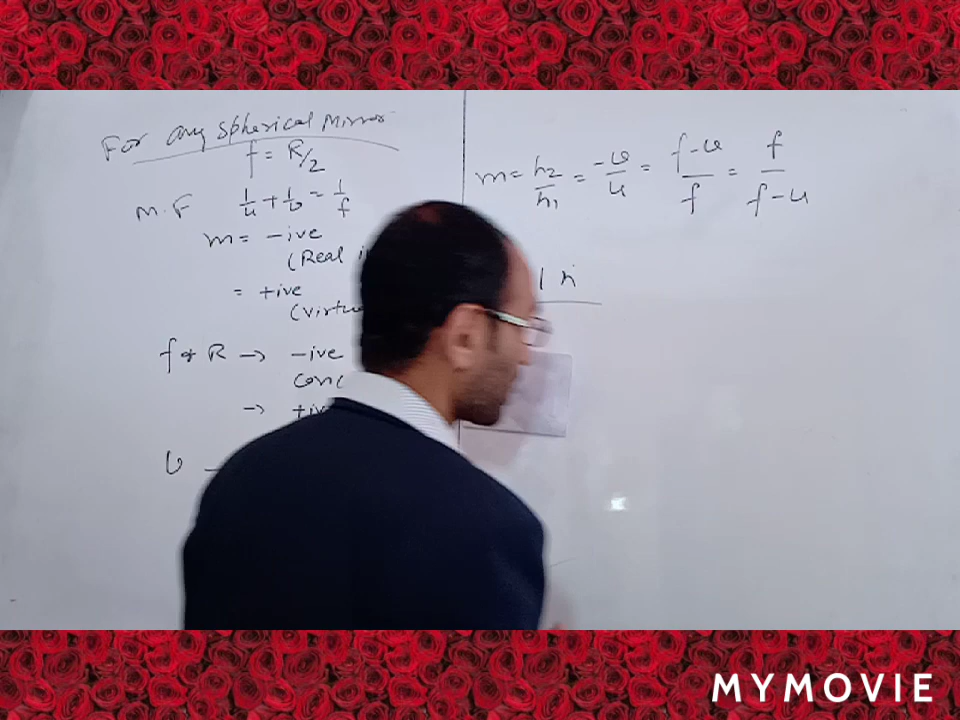 For any spherical Mirror
f = R/2
M.F 1/u + 1/v = 1/f
m = -ive
(Real
= +ive
(virtu
f & R → -ive
conc
→ +iv
v
m = h2/h1 = -v/u = f-v/f = f/f-u
MYMOVIE